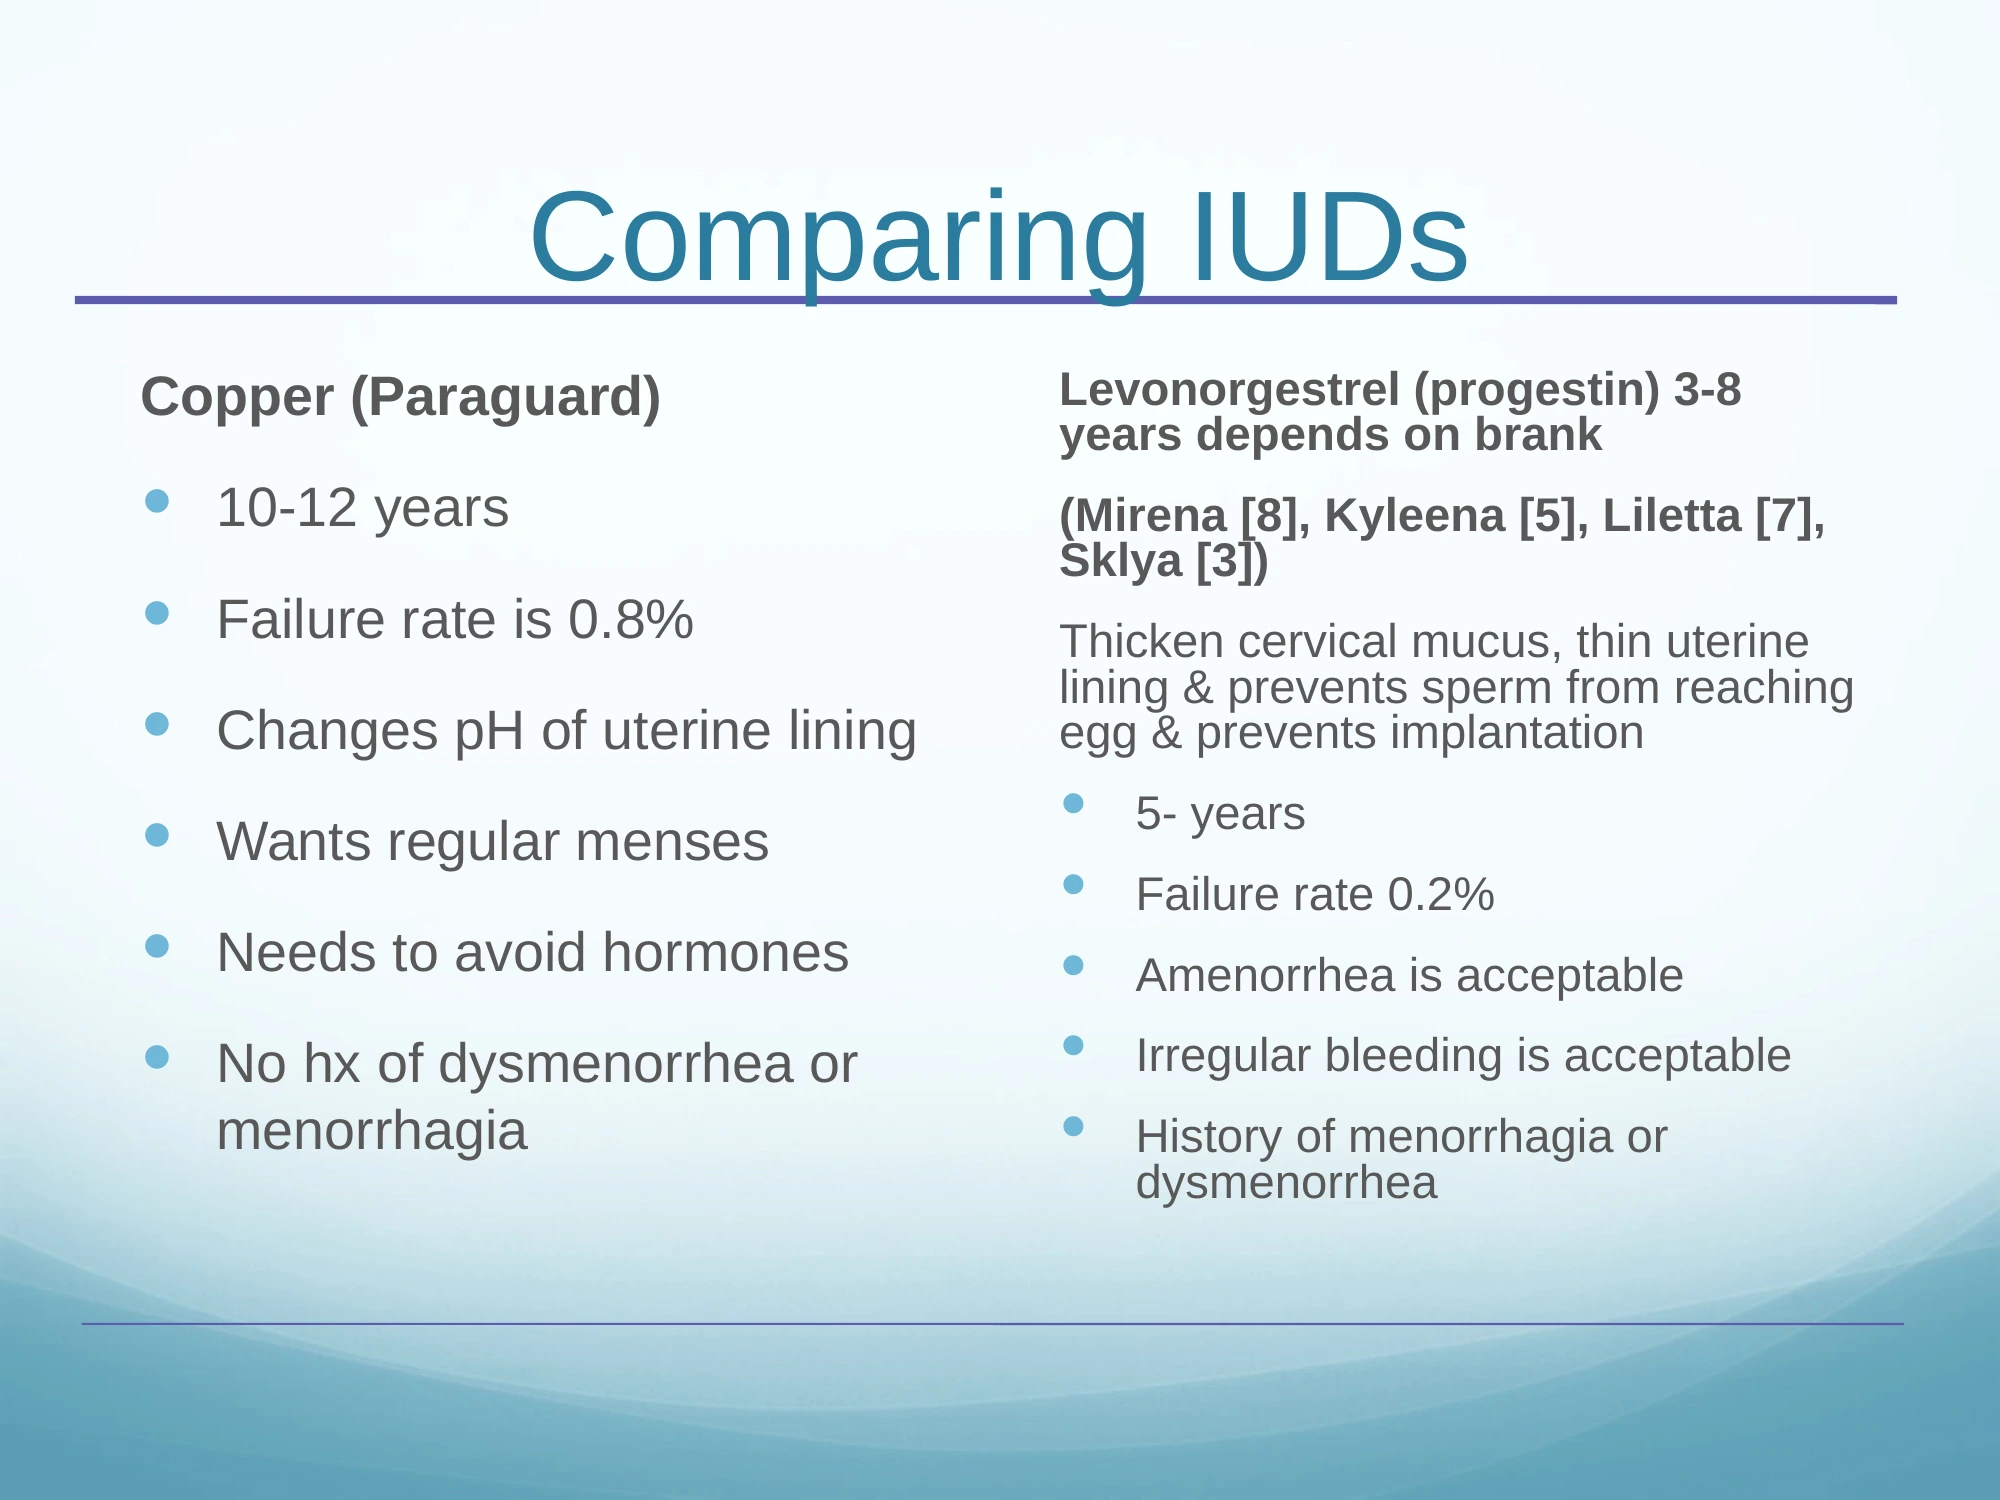 Comparing IUDs
Copper (Paraguard)
• 10-12 years
• Failure rate is 0.8%
• Changes pH of uterine lining
• Wants regular menses
• Needs to avoid hormones
• No hx of dysmenorrhea or
menorrhagia
Levonorgestrel (progestin) 3-8
years depends on brank
(Mirena [8], Kyleena [5], Liletta [7],
Sklya [3])
Thicken cervical mucus, thin uterine
lining & prevents sperm from reaching
egg & prevents implantation
• 5- years
• Failure rate 0.2%
• Amenorrhea is acceptable
• Irregular bleeding is acceptable
• History of menorrhagia or
dysmenorrhea